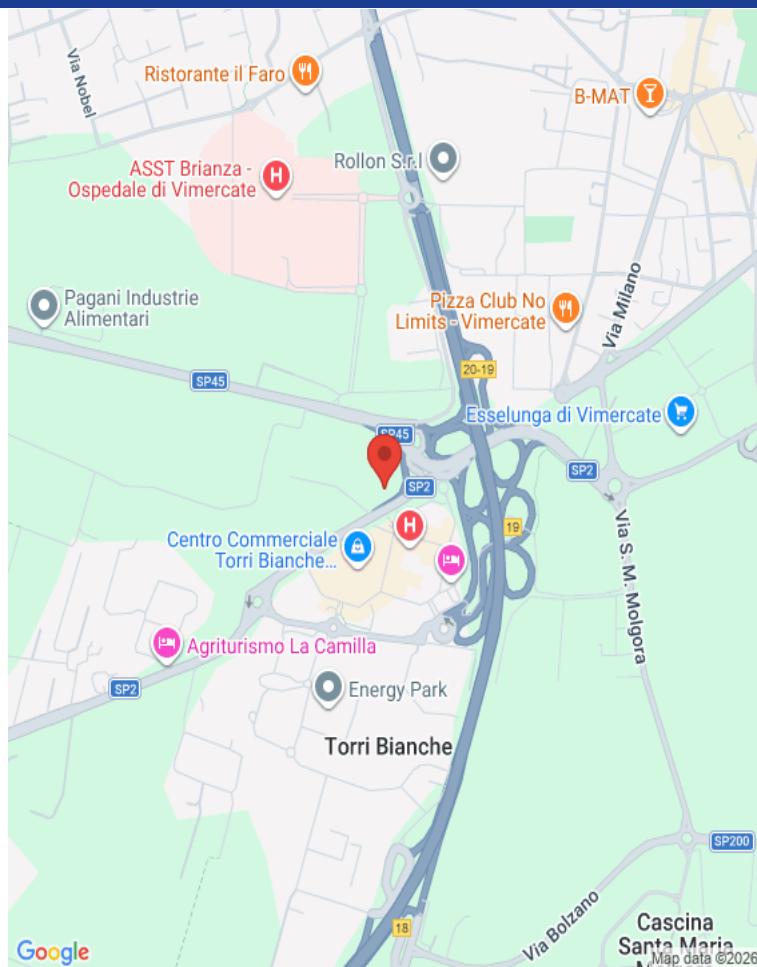 Via Nobel
Ristorante il Faro
B-MAT
ASST Brianza -
Ospedale di Vimercate
H
Rollon S.r.l
Pagani Industrie
Alimentari
Pizza Club No
Limits - Vimercate
Via Milano
20-19
SP45
SP45
Esselunga di Vimercate
SP2
SP2
Centro Commerciale
Torri Bianche...
H
19
Via S. M. Molgora
Agriturismo La Camilla
SP2
Energy Park
Torri Bianche
SP200
18
Via Bolzano
Cascina
Santa Maria
Google
Map data ©2026